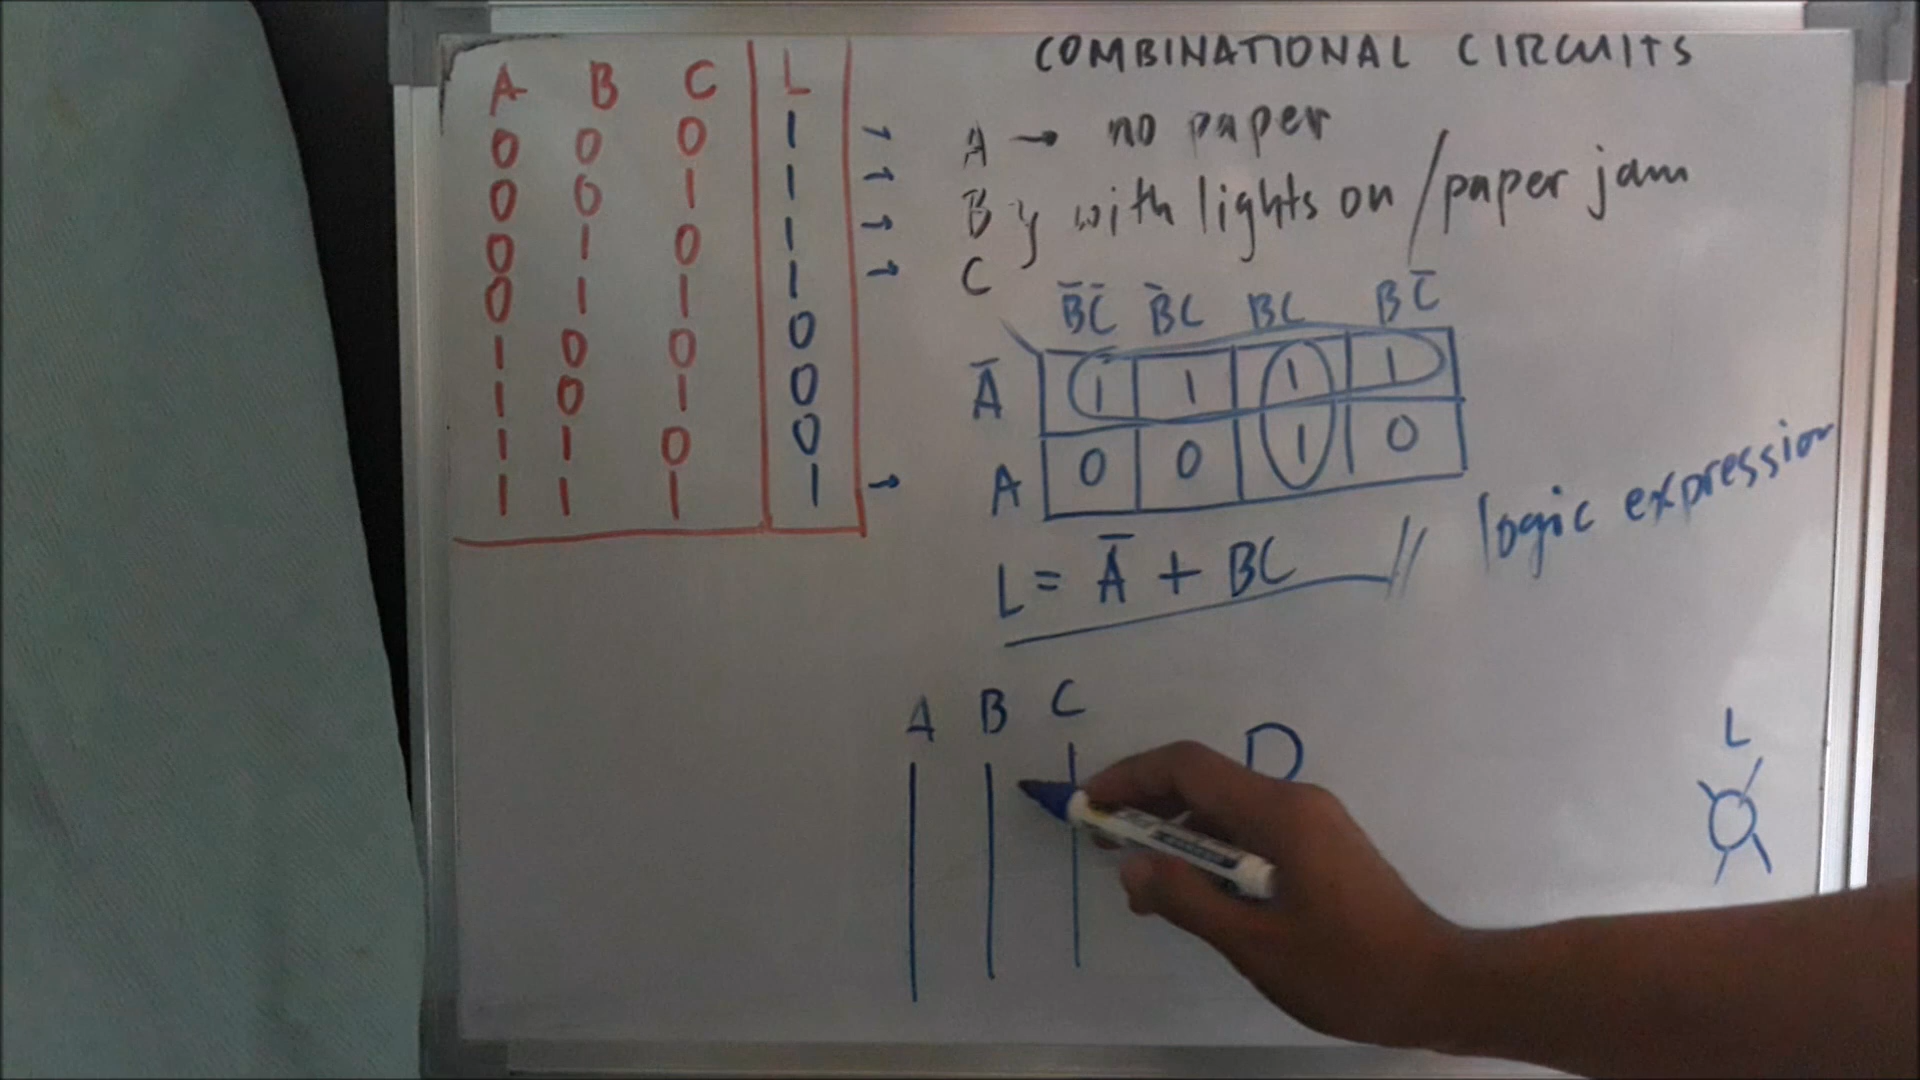 COMBINATIONAL CIRCUITS
A B C L
0 0 0 1 →
0 0 1 1 →
0 1 0 1 →
0 1 1 1 →
1 0 0 0
1 0 1 0
1 1 0 0
1 1 1 1 →
A → no paper
B } with lights on / paper jam
C
B̅C̅ B̅C BC BC̅
A̅ 1 1 1 1
A 0 0 1 0
L = A̅ + BC // logic expression
A B C
L